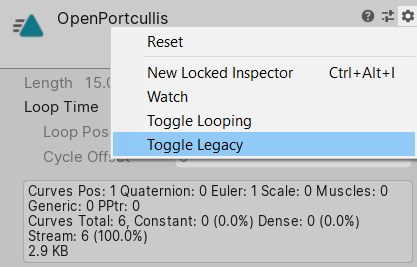 OpenPortcullis
Reset
New Locked Inspector Ctrl+Alt+I
Length 15.0
Watch
Loop Time
Toggle Looping
Loop Pos
Toggle Legacy
Cycle Offset
Curves Pos: 1 Quaternion: 0 Euler: 1 Scale: 0 Muscles: 0
Generic: 0 PPtr: 0
Curves Total: 6, Constant: 0 (0.0%) Dense: 0 (0.0%)
Stream: 6 (100.0%)
2.9 KB